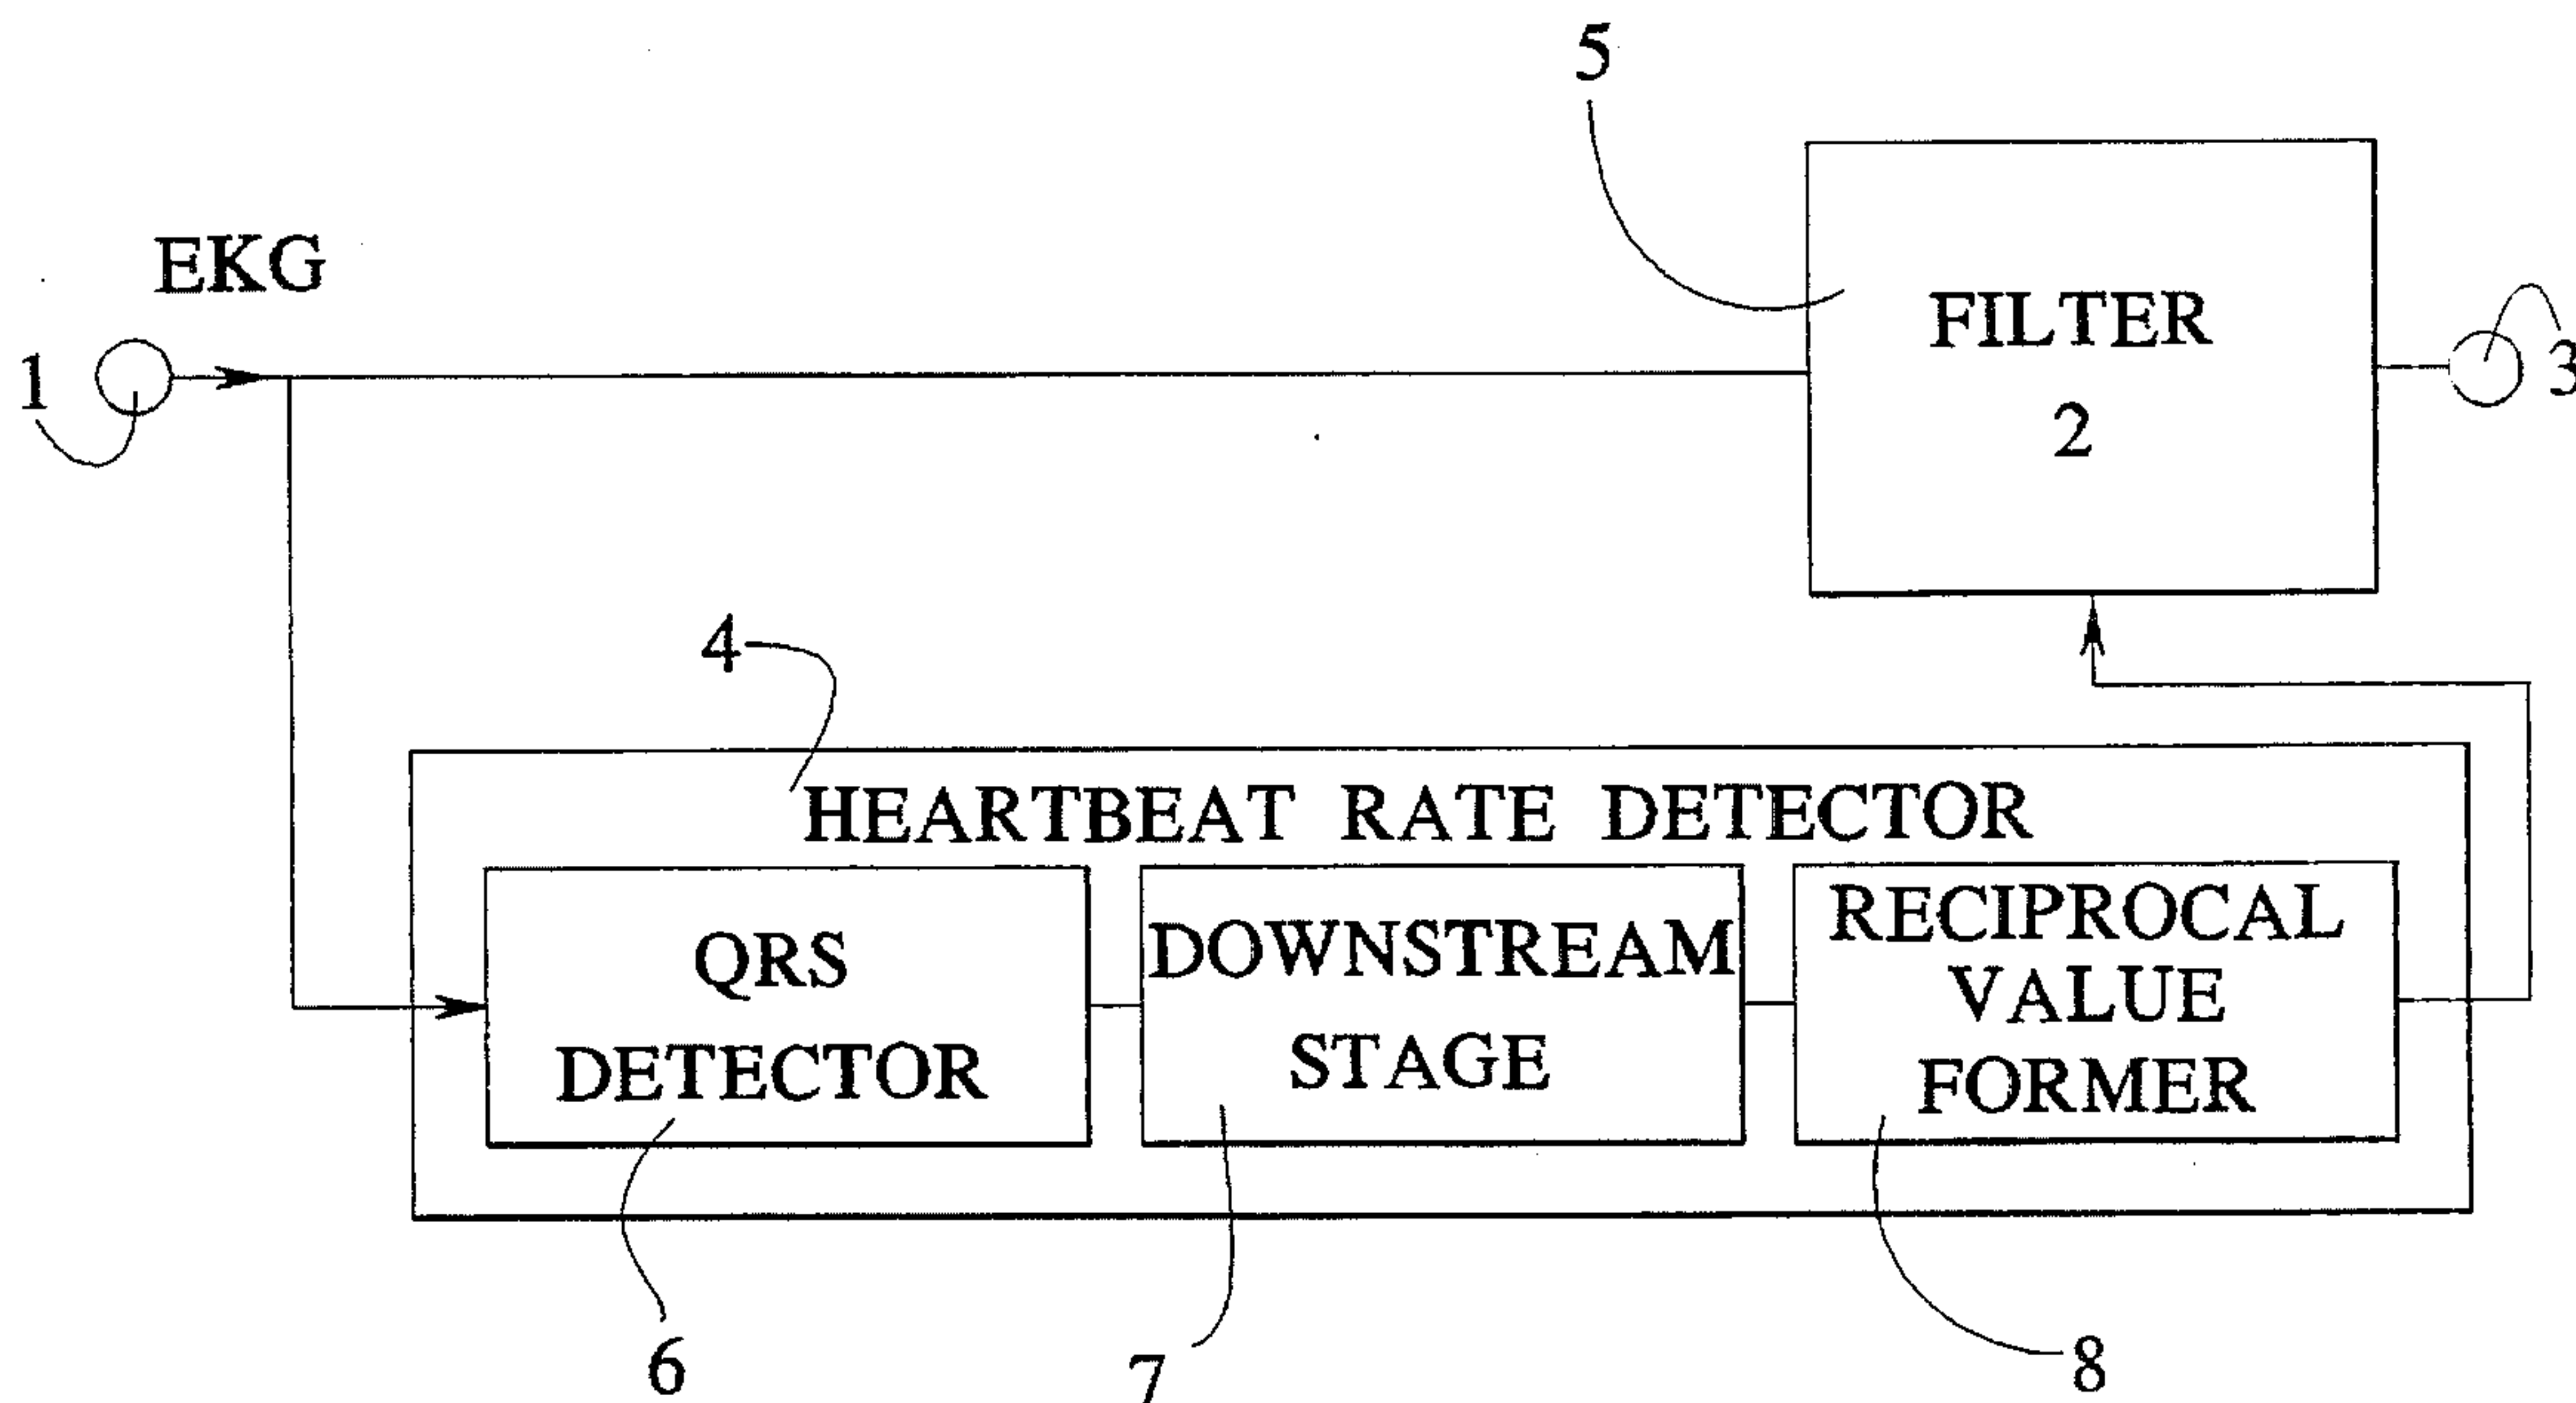 5
EKG
1
FILTER
2
3
4
HEARTBEAT RATE DETECTOR
QRS
DETECTOR
DOWNSTREAM
STAGE
RECIPROCAL
VALUE
FORMER
6
7
8